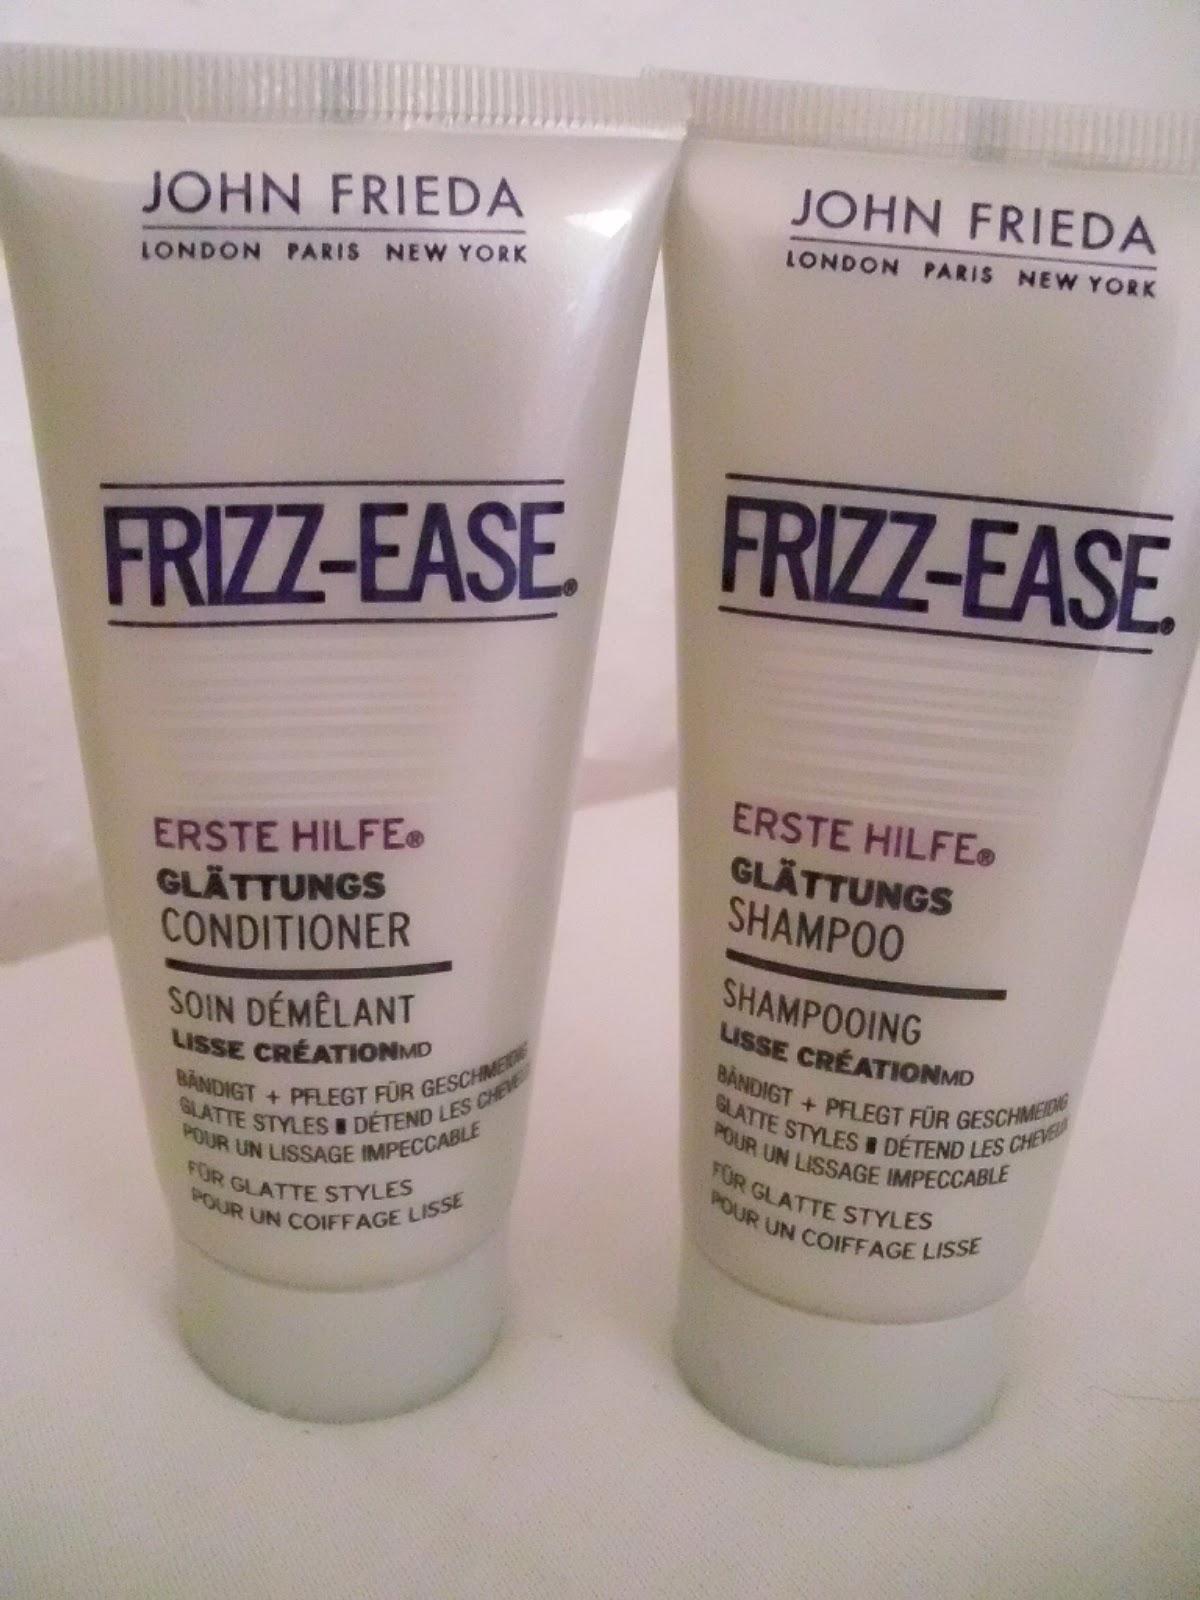 JOHN FRIEDA
LONDON PARIS NEW YORK
FRIZZ-EASE®
ERSTE HILFE®
GLÄTTUNGS
CONDITIONER
SOIN DÉMÊLANT
LISSE CRÉATIONMD
BÄNDIGT + PFLEGT FÜR GESCHMEIDIG
GLATTE STYLES ∎ DÉTEND LES CHEVEUX
POUR UN LISSAGE IMPECCABLE
FÜR GLATTE STYLES
POUR UN COIFFAGE LISSE
JOHN FRIEDA
LONDON PARIS NEW YORK
FRIZZ-EASE®
ERSTE HILFE®
GLÄTTUNGS
SHAMPOO
SHAMPOOING
LISSE CRÉATIONMD
BÄNDIGT + PFLEGT FÜR GESCHMEIDIG
GLATTE STYLES ∎ DÉTEND LES CHEVEUX
POUR UN LISSAGE IMPECCABLE
FÜR GLATTE STYLES
POUR UN COIFFAGE LISSE